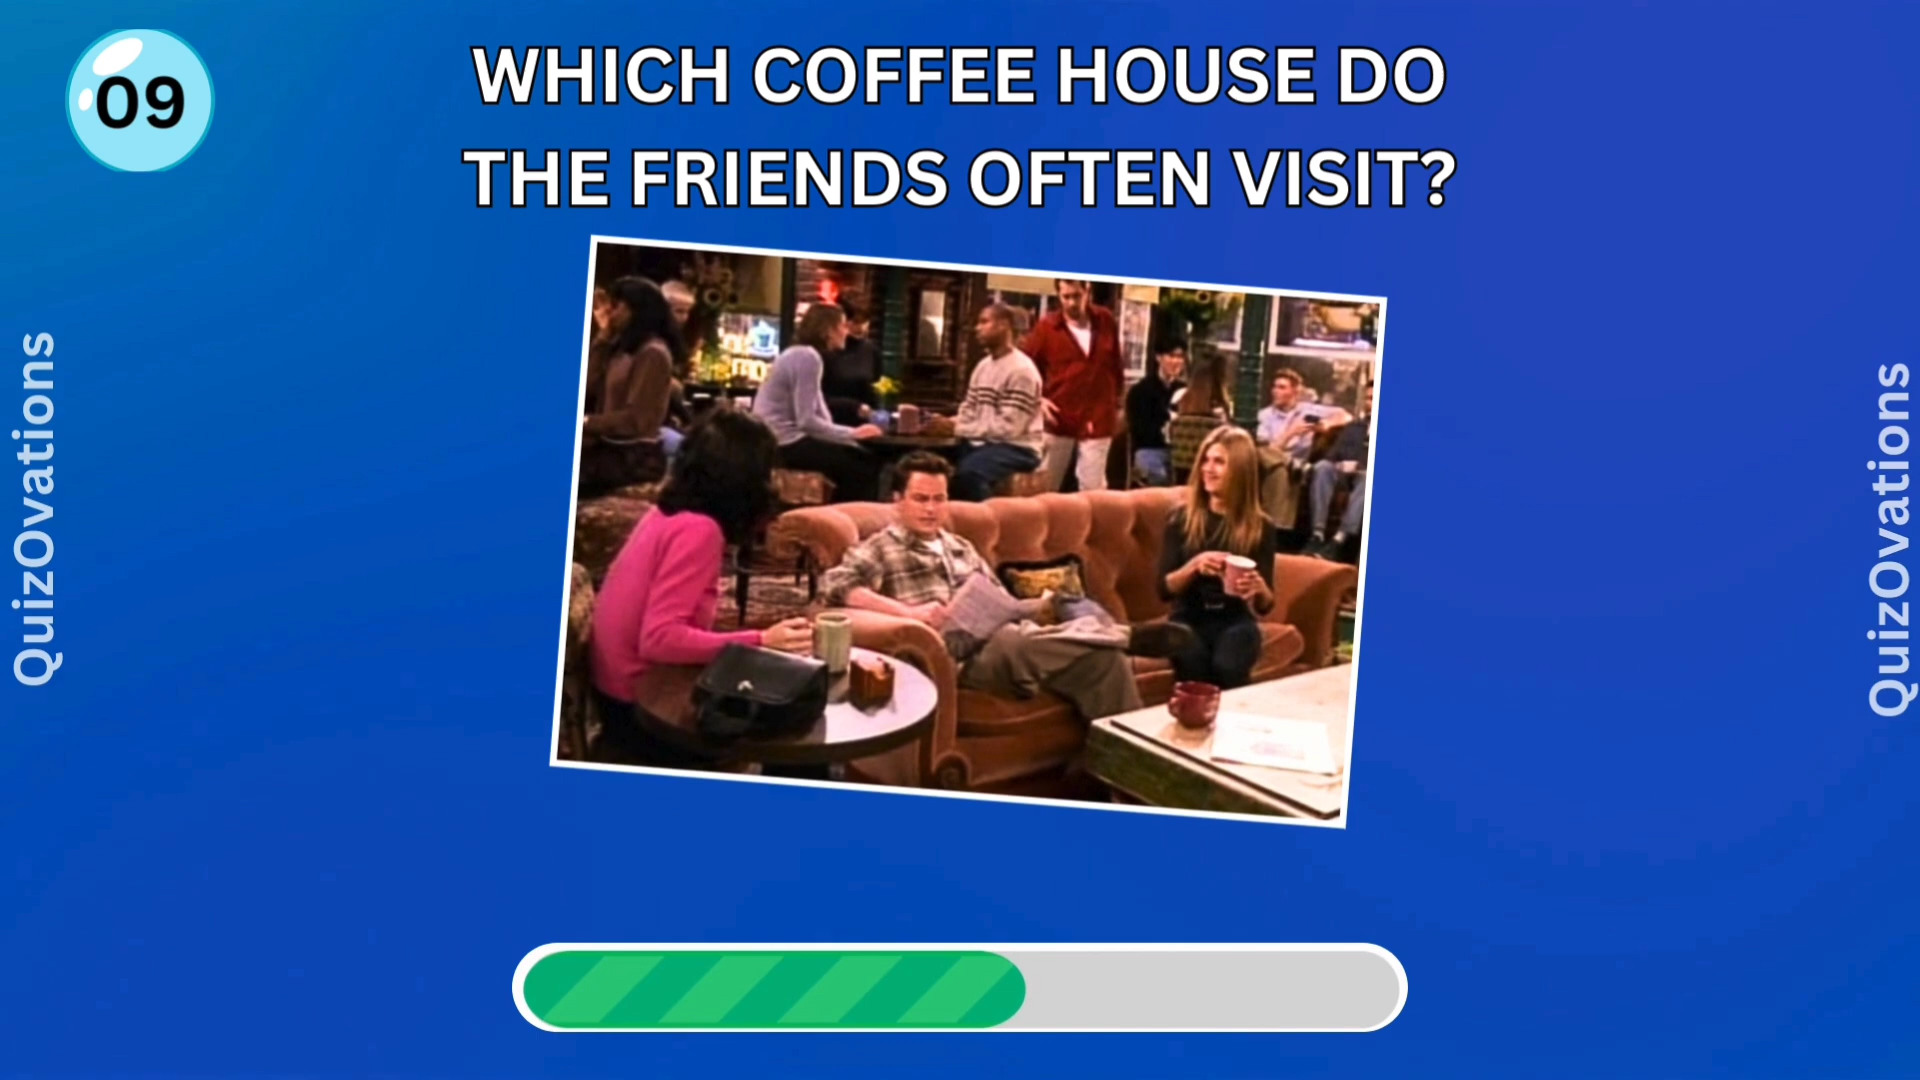 09
WHICH COFFEE HOUSE DO
THE FRIENDS OFTEN VISIT?
QuizOvations
QuizOvations